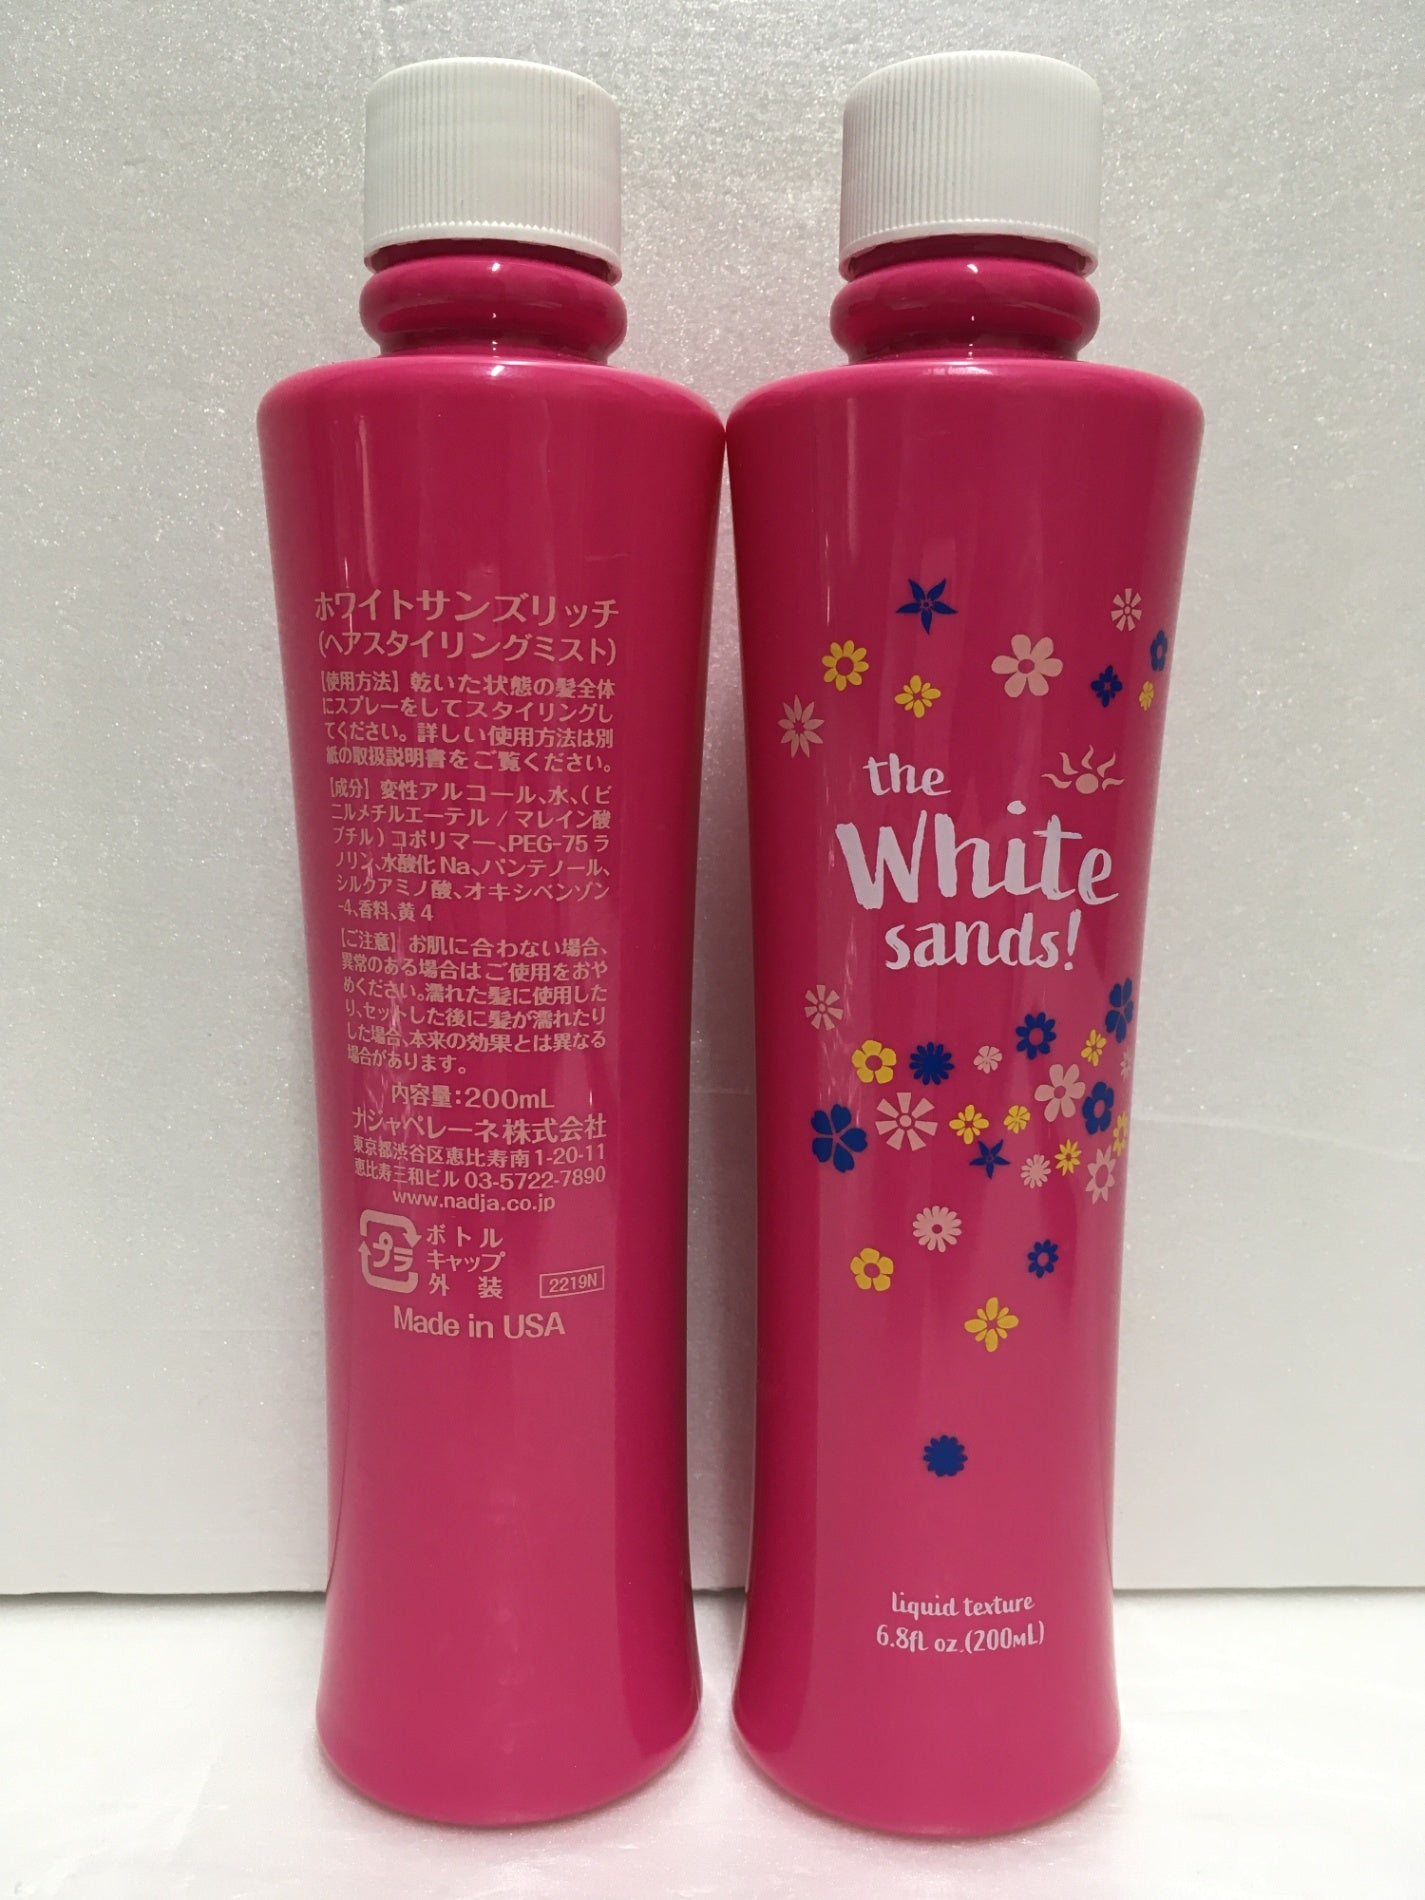 ホワイトサンズリッチ
(ヘアスタイリングミスト)
【使用方法】乾いた状態の髪全体
にスプレーをしてスタイリングし
てください。詳しい使用方法は別
紙の取扱説明書をご覧ください。
【成分】変性アルコール、水、(ビ
ニルメチルエーテル/マレイン酸
ブチル)コポリマー、PEG-75ラ
ノリン、水酸化Na、パンテノール、
シルクアミノ酸、オキシベンゾン
-4、香料、黄4
【ご注意】お肌に合わない場合、
異常のある場合はご使用をおや
めください。濡れた髪に使用した
り、セットした後に髪が濡れたり
した場合、本来の効果とは異なる
場合があります。
内容量:200mL
ナジャペレーネ株式会社
東京都渋谷区恵比寿南1-20-11
恵比寿三和ビル 03-5722-7890
www.nadja.co.jp
プラ
ボトル
キャップ
外装
2219N
Made in USA
the
White
sands!
liquid texture
6.8fl oz.(200mL)